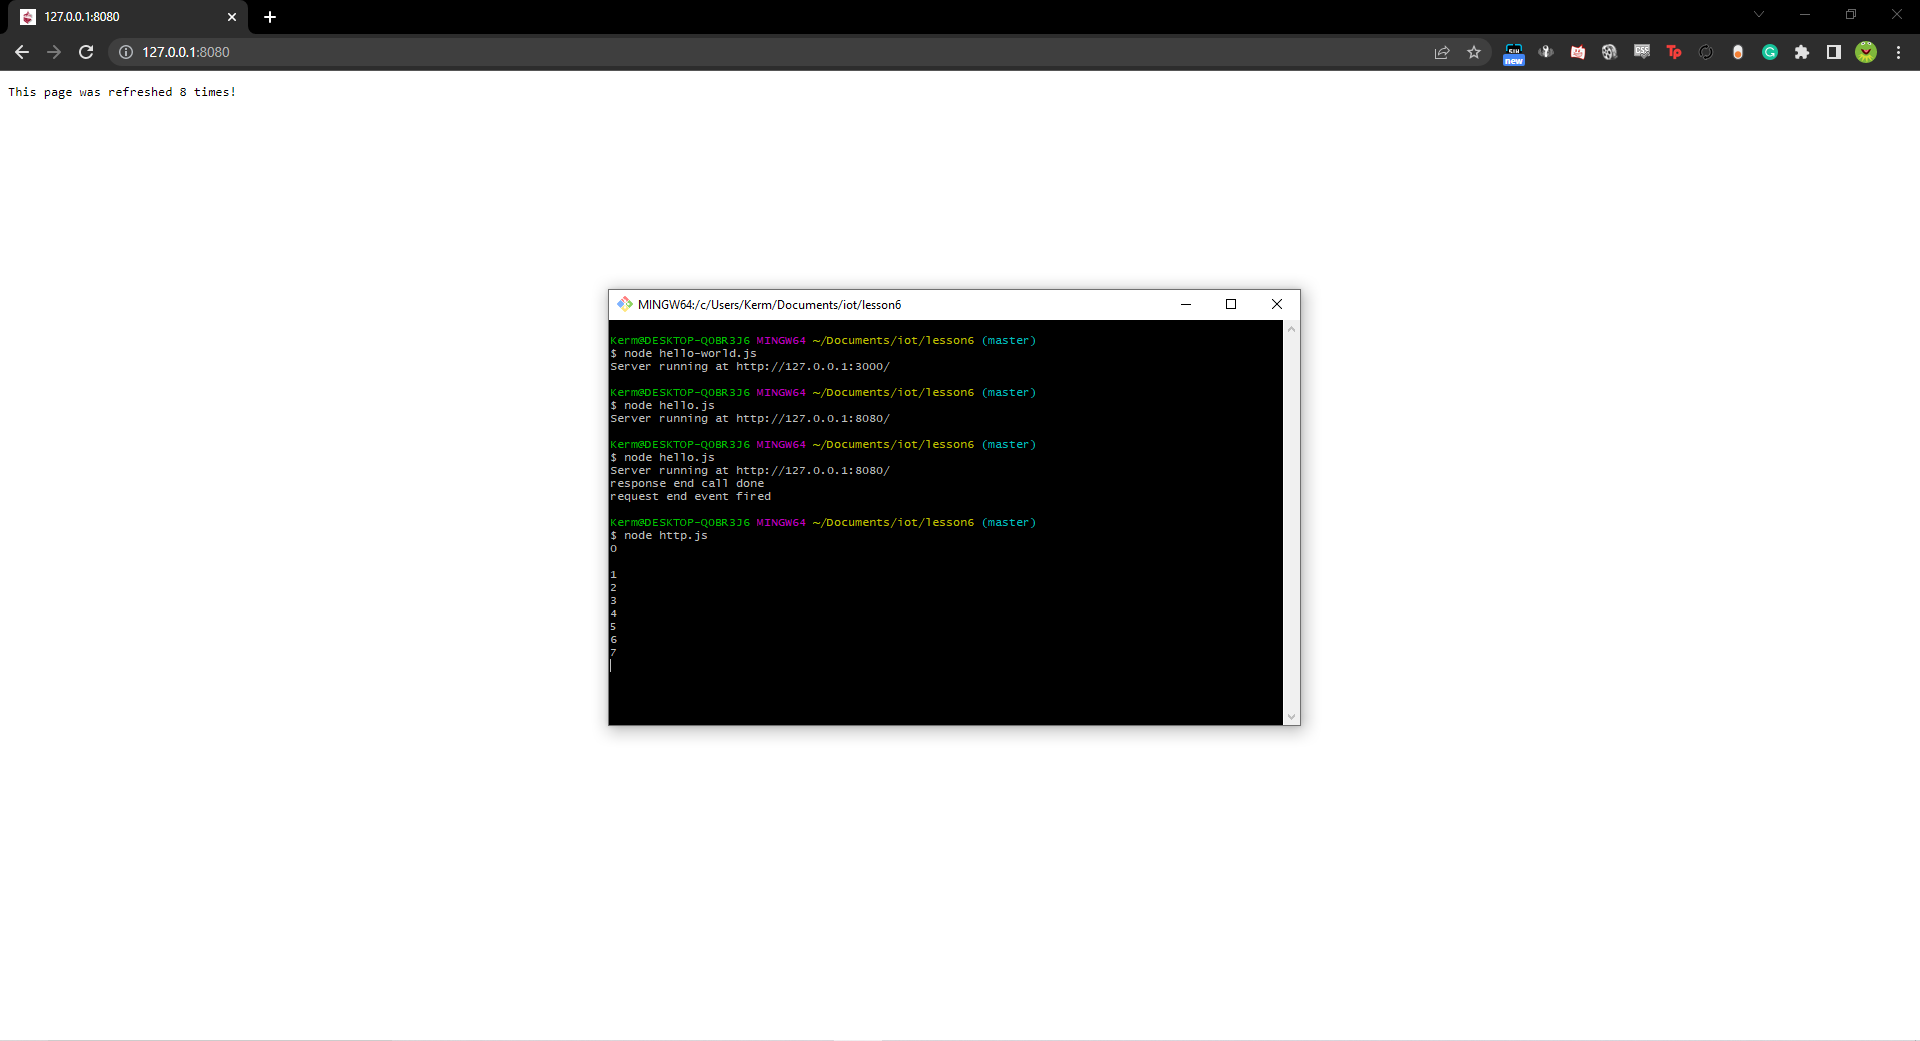 127.0.0.1:8080
127.0.0.1:8080
new
CSS
Tp
This page was refreshed 8 times!
MINGW64:/c/Users/Kerm/Documents/iot/lesson6
Kerm@DESKTOP-QOBR3J6 MINGW64 ~/Documents/iot/lesson6 (master)
$ node hello-world.js
Server running at http://127.0.0.1:3000/
Kerm@DESKTOP-QOBR3J6 MINGW64 ~/Documents/iot/lesson6 (master)
$ node hello.js
Server running at http://127.0.0.1:8080/
Kerm@DESKTOP-QOBR3J6 MINGW64 ~/Documents/iot/lesson6 (master)
$ node hello.js
Server running at http://127.0.0.1:8080/
response end call done
request end event fired
Kerm@DESKTOP-QOBR3J6 MINGW64 ~/Documents/iot/lesson6 (master)
$ node http.js
0
1
2
3
4
5
6
7